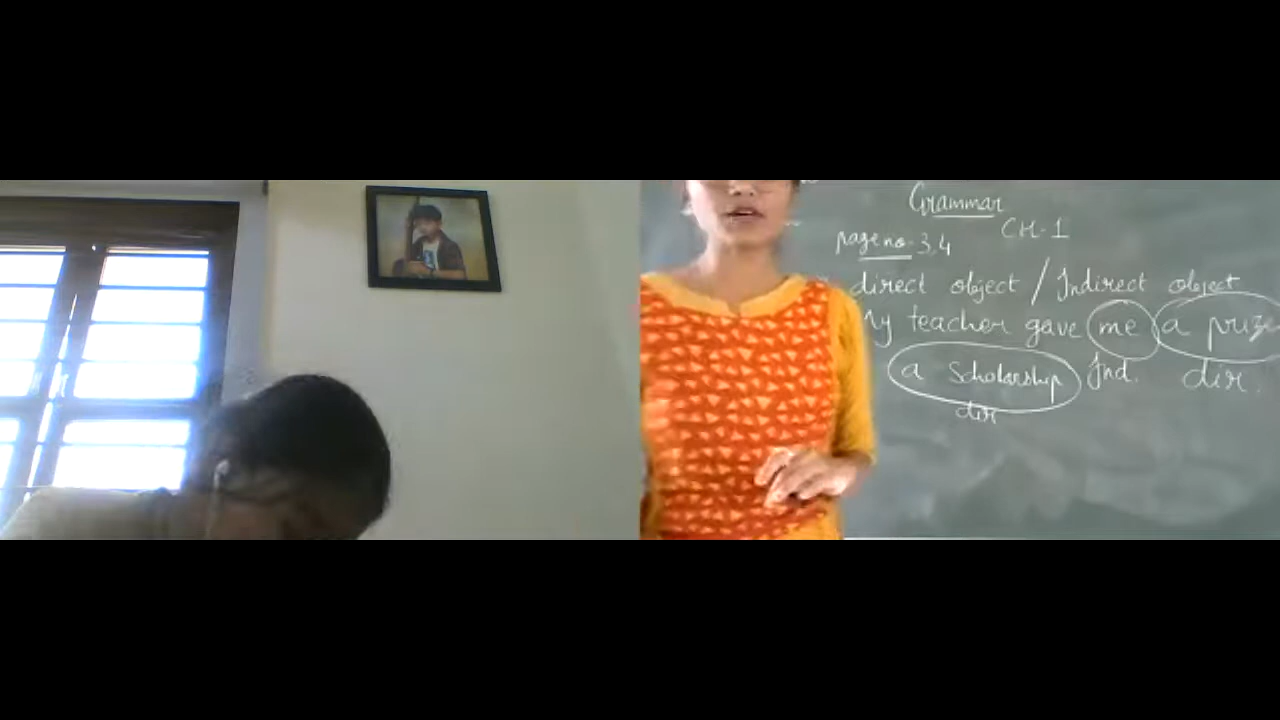 Grammar
CH-1
page no. 3,4
direct object / Indirect object
My teacher gave me a prize
a Scholarship Ind. dir.
dir